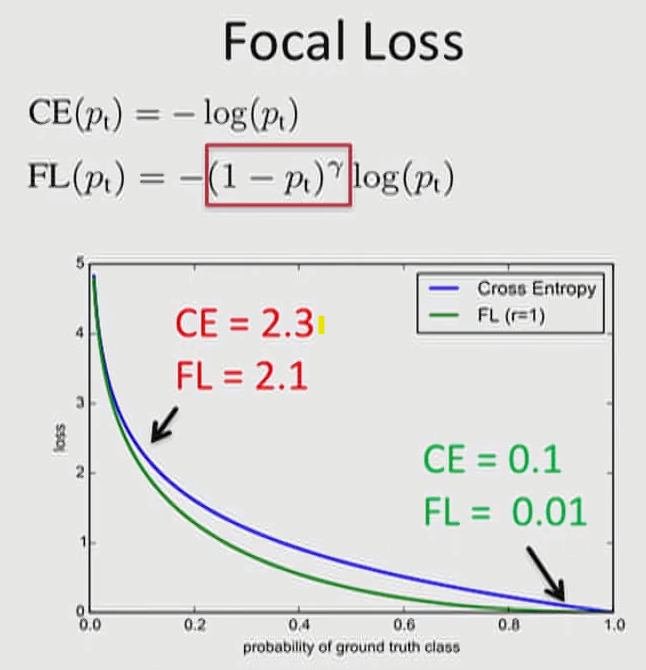 Focal Loss
CE(pₜ) = − log(pₜ)
FL(pₜ) = −(1 − pₜ)^γ log(pₜ)
5
4
3
2
1
0
loss
Cross Entropy
FL (r=1)
CE = 2.3
FL = 2.1
CE = 0.1
FL = 0.01
0.0 0.2 0.4 0.6 0.8 1.0
probability of ground truth class